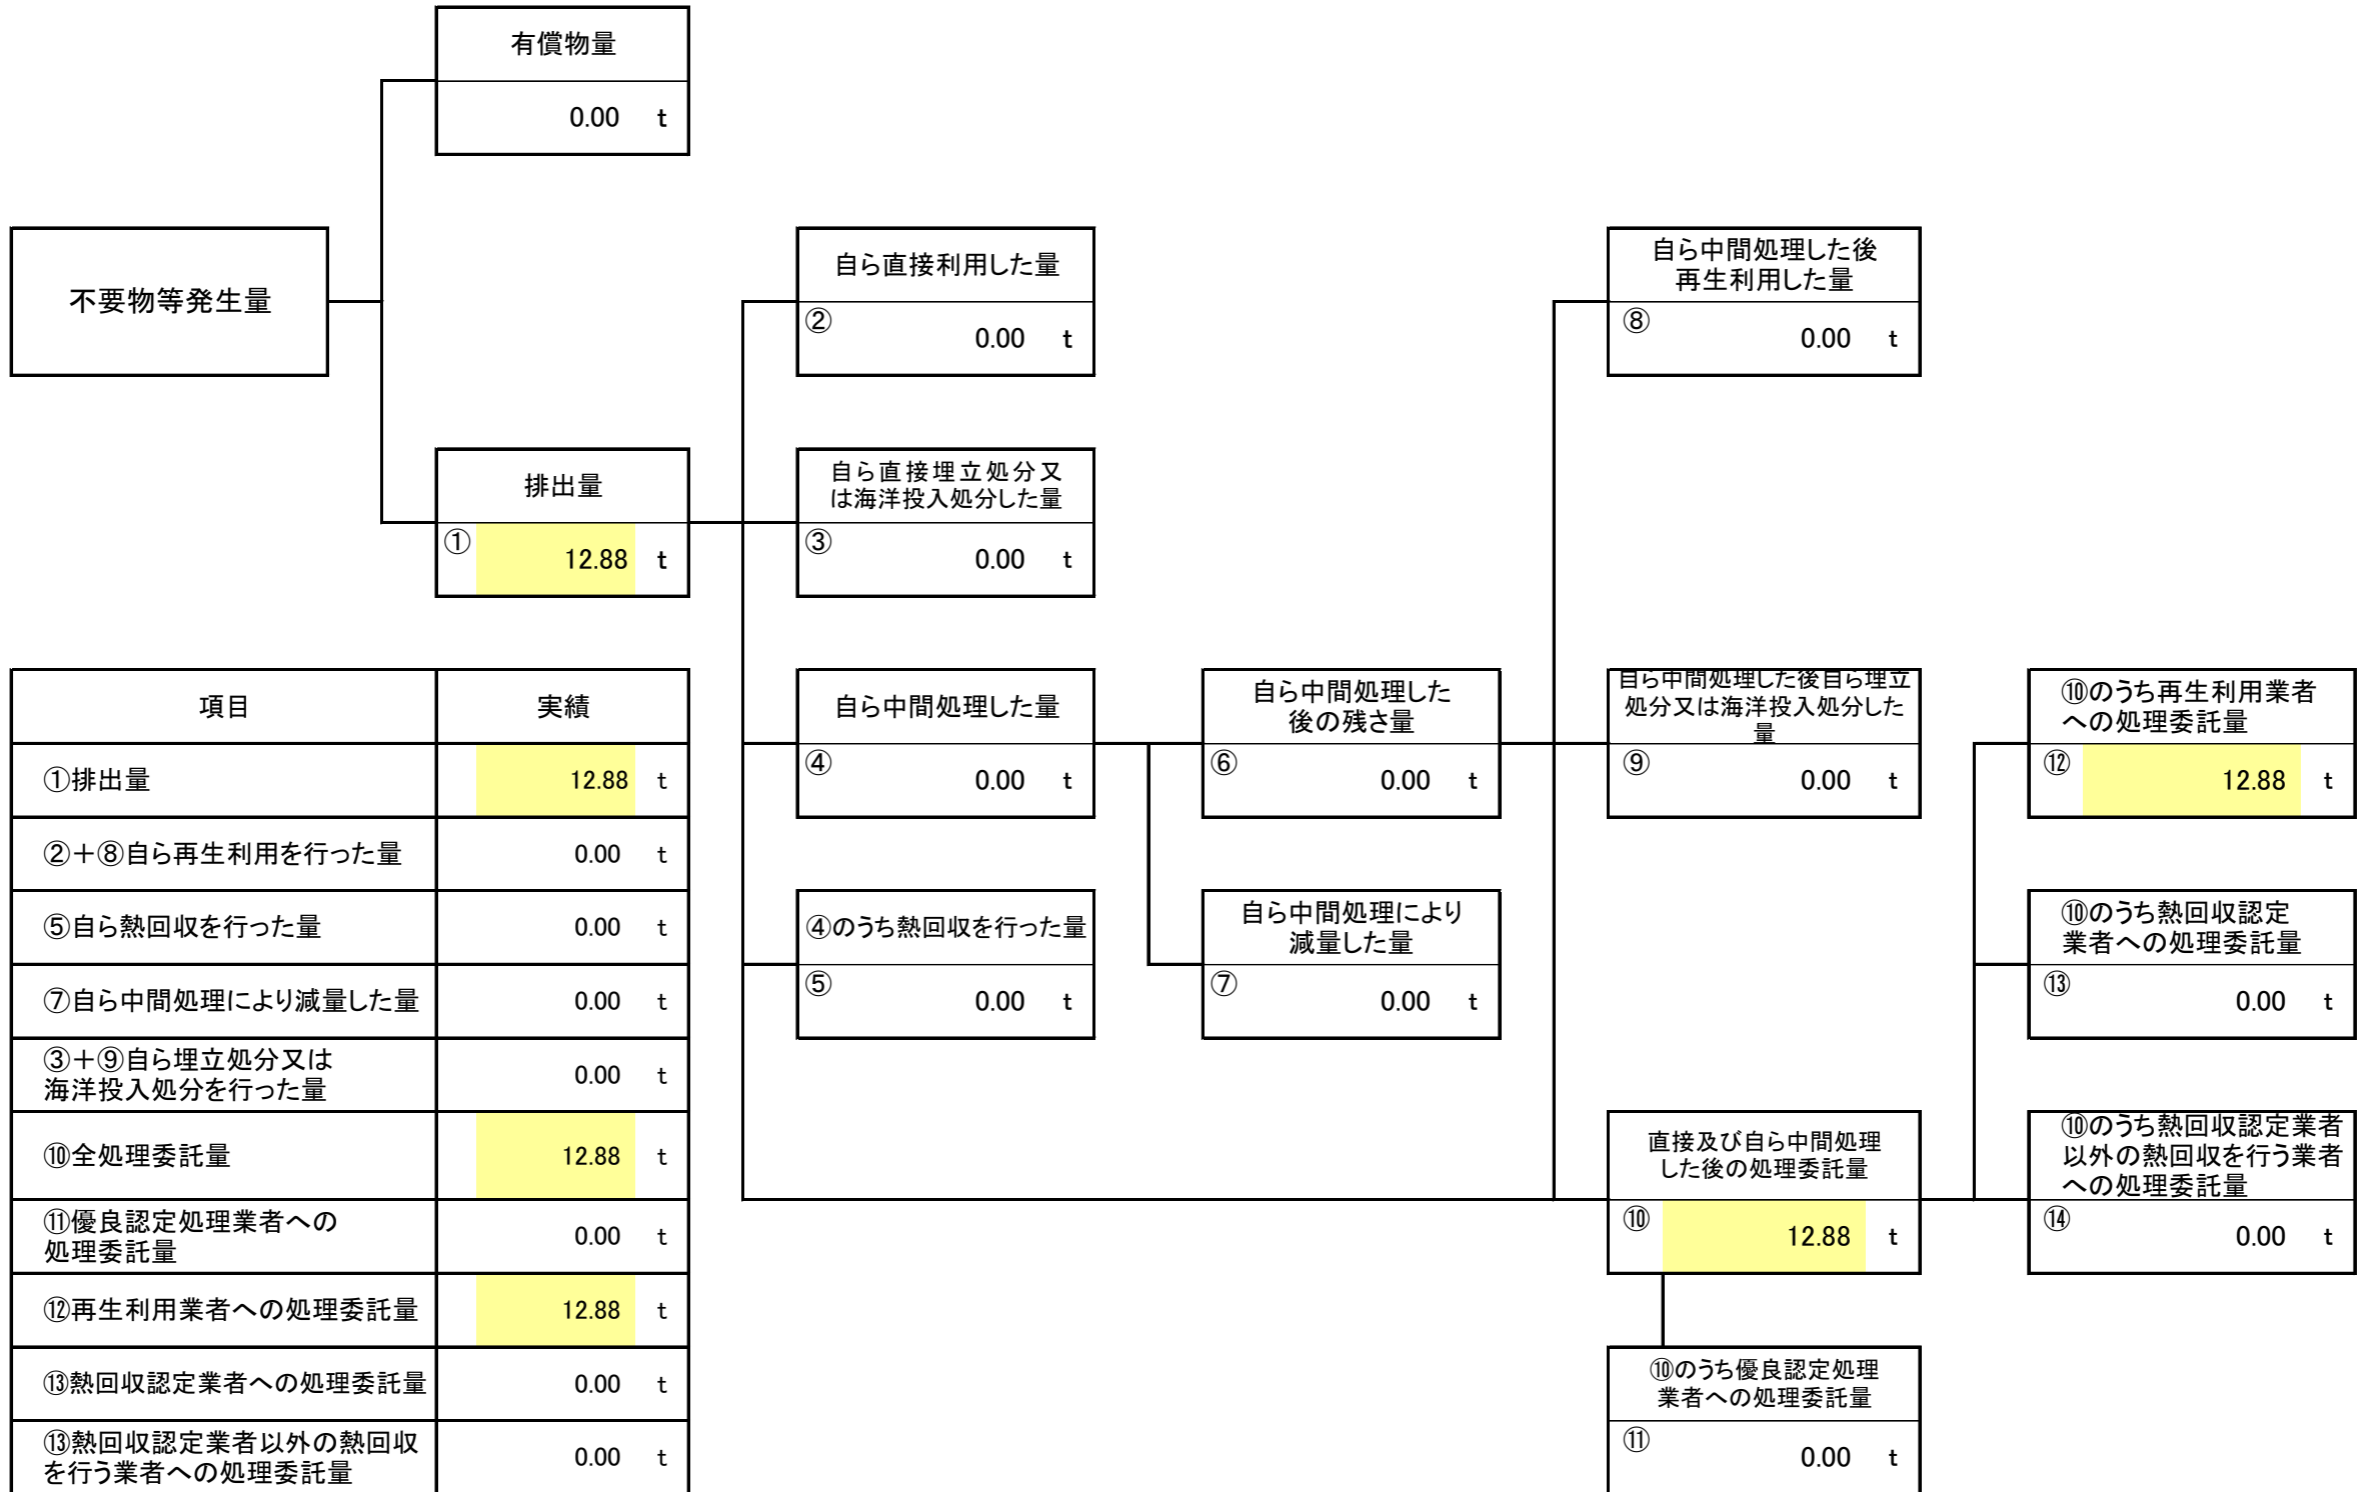 有償物量
0.00 t
不要物等発生量
自ら直接利用した量
② 0.00 t
自ら中間処理した後
再生利用した量
⑧ 0.00 t
排出量
① 12.88 t
自ら直接埋立処分又
は海洋投入処分した量
③ 0.00 t
項目 実績
①排出量 12.88 t
②＋⑧自ら再生利用を行った量 0.00 t
⑤自ら熱回収を行った量 0.00 t
⑦自ら中間処理により減量した量 0.00 t
③＋⑨自ら埋立処分又は
海洋投入処分を行った量 0.00 t
⑩全処理委託量 12.88 t
⑪優良認定処理業者への
処理委託量 0.00 t
⑫再生利用業者への処理委託量 12.88 t
⑬熱回収認定業者への処理委託量 0.00 t
⑬熱回収認定業者以外の熱回収
を行う業者への処理委託量 0.00 t
自ら中間処理した量
④ 0.00 t
④のうち熱回収を行った量
⑤ 0.00 t
自ら中間処理した
後の残さ量
⑥ 0.00 t
自ら中間処理により
減量した量
⑦ 0.00 t
自ら中間処理した後自ら埋立
処分又は海洋投入処分した
量
⑨ 0.00 t
直接及び自ら中間処理
した後の処理委託量
⑩ 12.88 t
⑩のうち優良認定処理
業者への処理委託量
⑪ 0.00 t
⑩のうち再生利用業者
への処理委託量
⑫ 12.88 t
⑩のうち熱回収認定
業者への処理委託量
⑬ 0.00 t
⑩のうち熱回収認定業者
以外の熱回収を行う業者
への処理委託量
⑭ 0.00 t